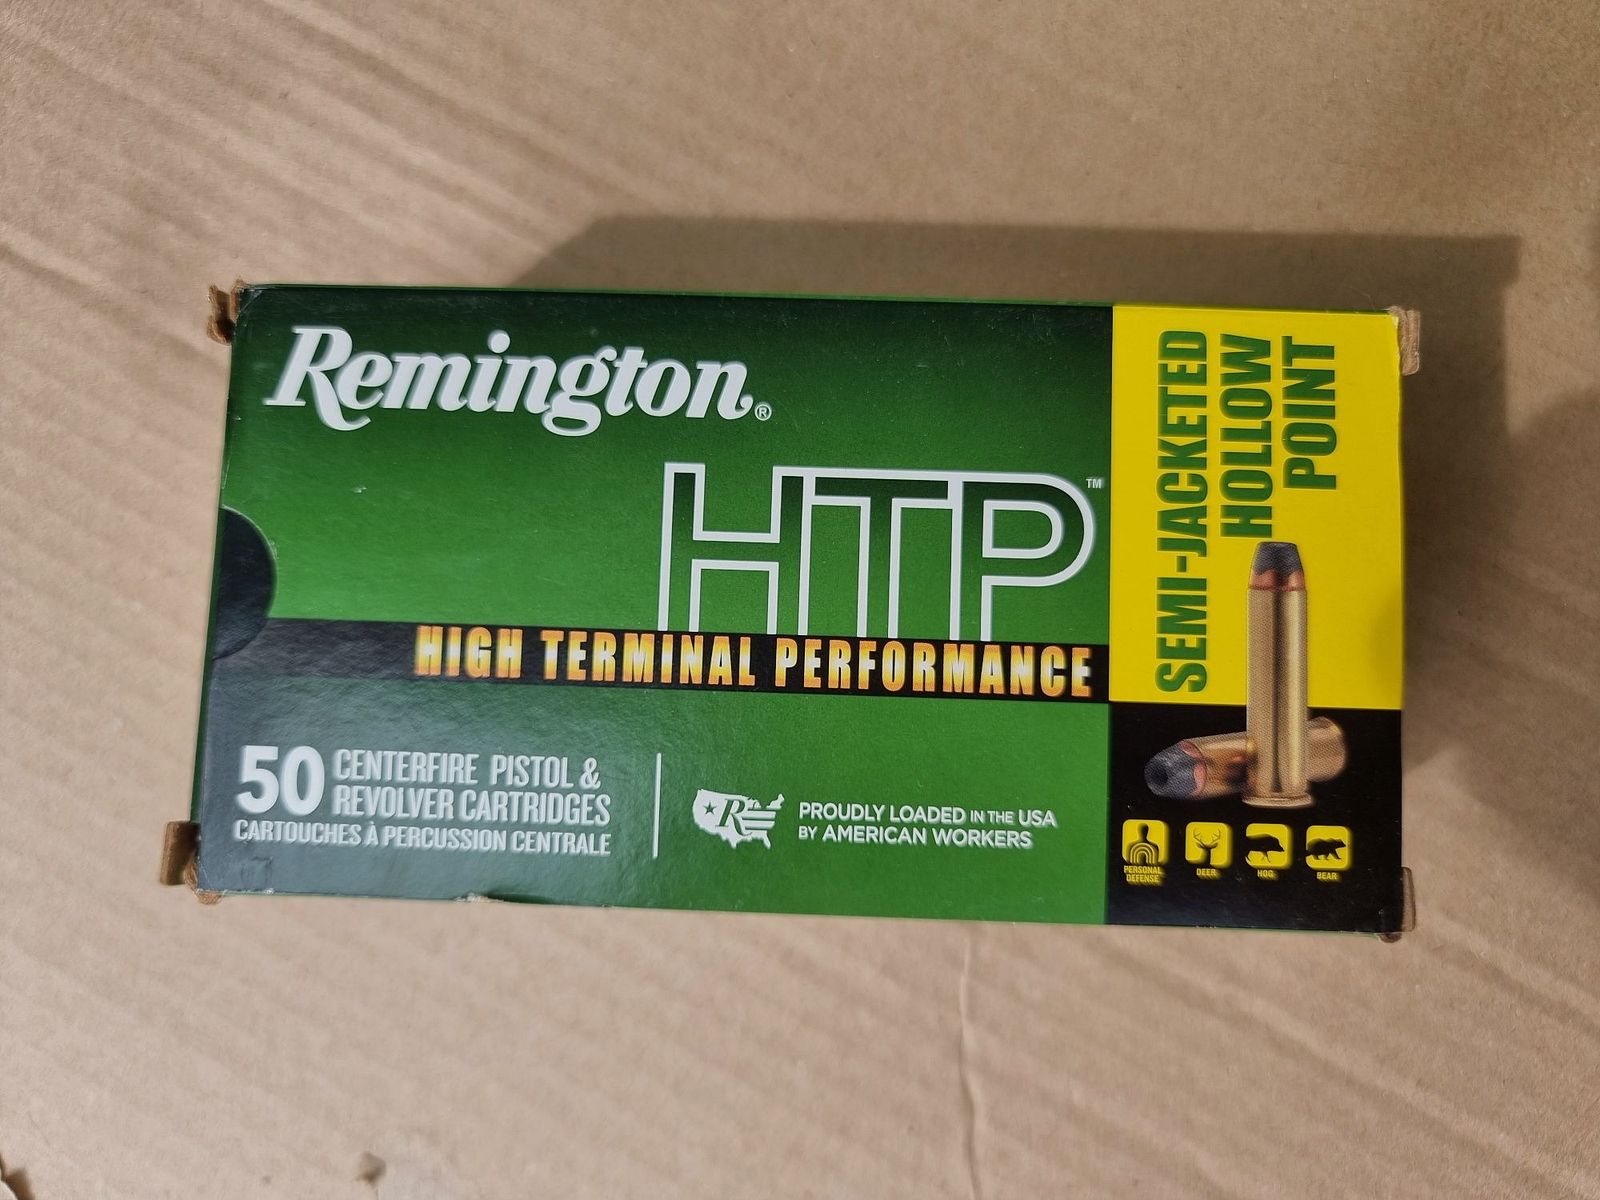 Remington®
HTP™
HIGH TERMINAL PERFORMANCE
50 CENTERFIRE PISTOL &
REVOLVER CARTRIDGES
CARTOUCHES À PERCUSSION CENTRALE
R
PROUDLY LOADED IN THE USA
BY AMERICAN WORKERS
SEMI-JACKETED
HOLLOW
POINT
PERSONAL
DEFENSE
DEER
HOG
BEAR